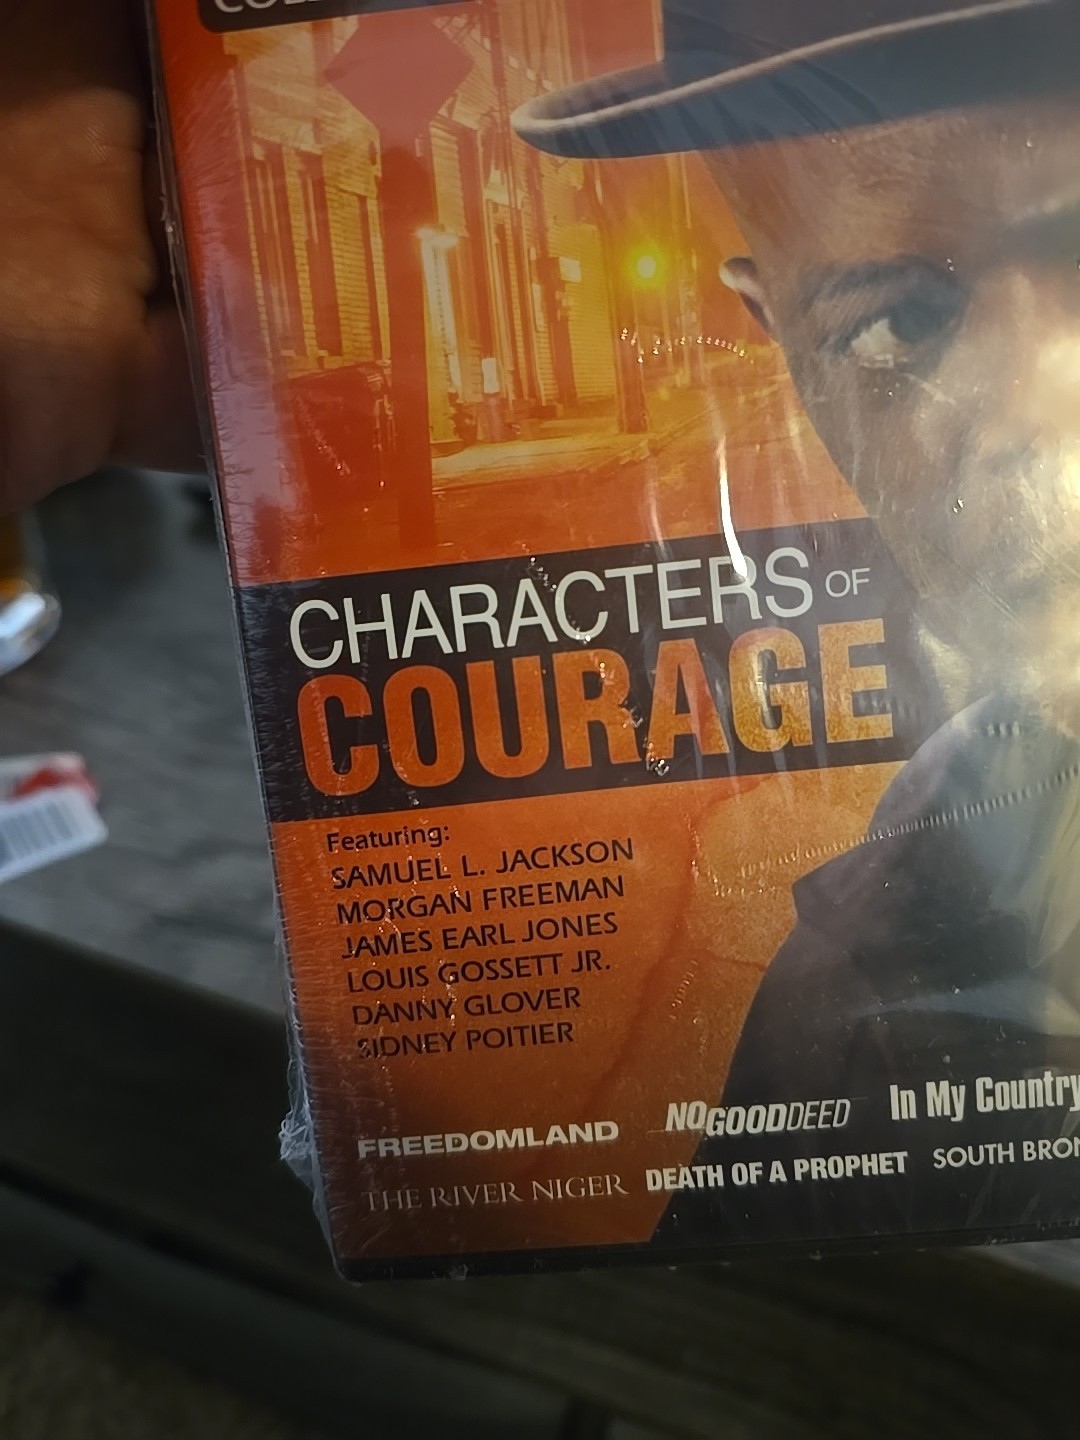 CHARACTERS OF
COURAGE
Featuring:
SAMUEL L. JACKSON
MORGAN FREEMAN
JAMES EARL JONES
LOUIS GOSSETT JR.
DANNY GLOVER
SIDNEY POITIER
FREEDOMLAND NO GOOD DEED In My Country
THE RIVER NIGER DEATH OF A PROPHET SOUTH